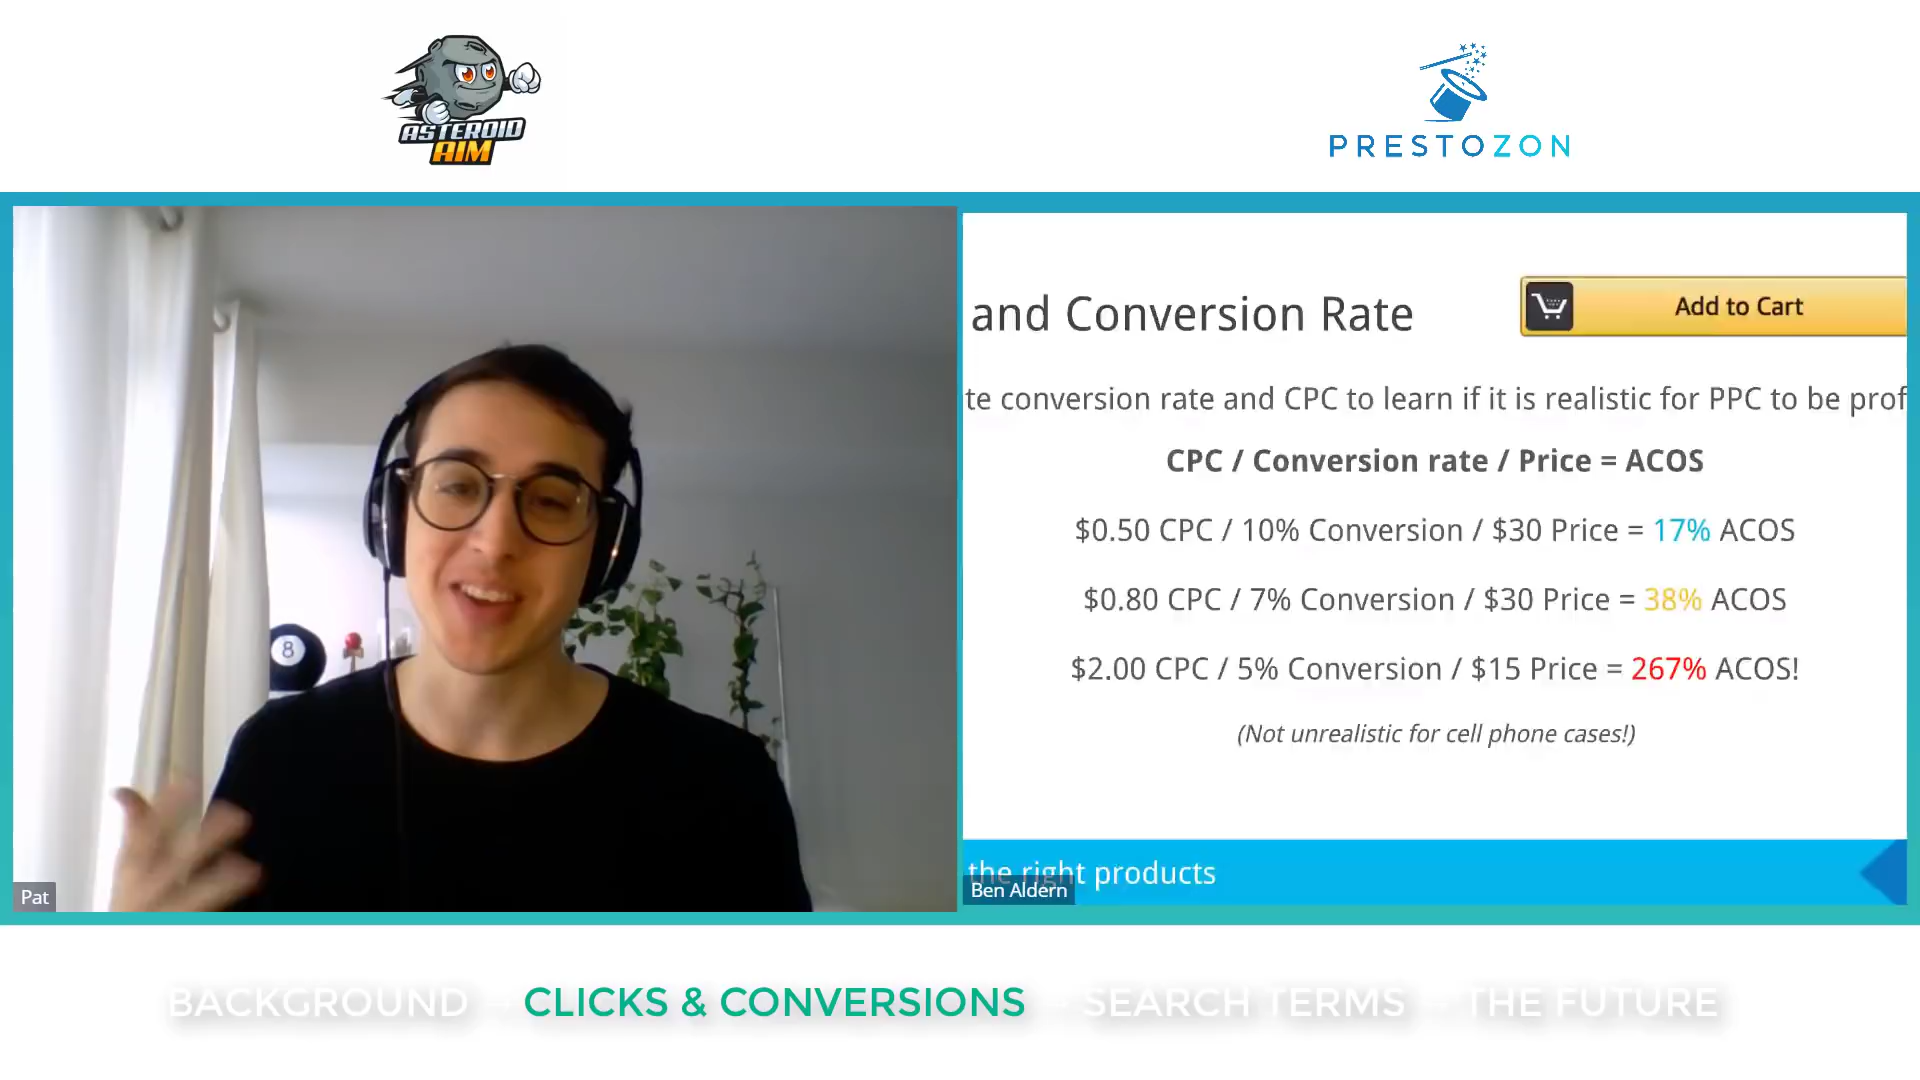 ASTEROID
AIM
PRESTOZON
and Conversion Rate
Add to Cart
te conversion rate and CPC to learn if it is realistic for PPC to be prof
CPC / Conversion rate / Price = ACOS
$0.50 CPC / 10% Conversion / $30 Price = 17% ACOS
$0.80 CPC / 7% Conversion / $30 Price = 38% ACOS
$2.00 CPC / 5% Conversion / $15 Price = 267% ACOS!
(Not unrealistic for cell phone cases!)
the right products
Ben Aldern
8
Pat
BACKGROUND – CLICKS & CONVERSIONS – SEARCH TERMS – THE FUTURE